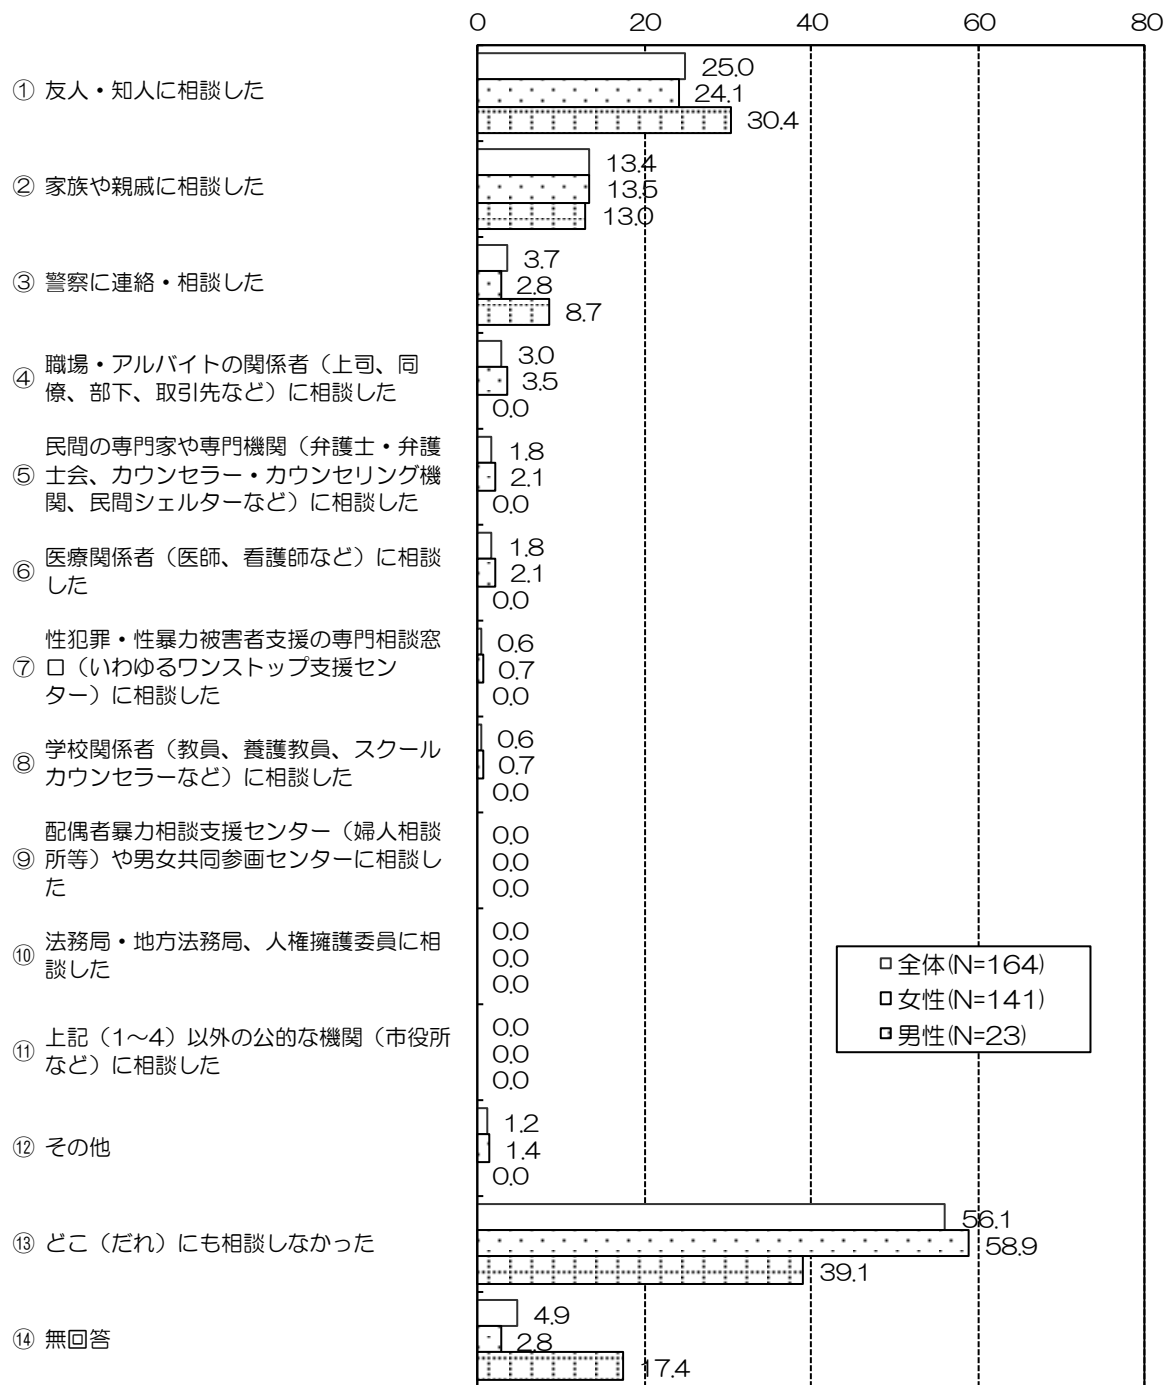 0 20 40 60 80
① 友人・知人に相談した
25.0
24.1
30.4
② 家族や親戚に相談した
13.4
13.5
13.0
③ 警察に連絡・相談した
3.7
2.8
8.7
④ 職場・アルバイトの関係者（上司、同
僚、部下、取引先など）に相談した
3.0
3.5
0.0
民間の専門家や専門機関（弁護士・弁護
⑤ 士会、カウンセラー・カウンセリング機
関、民間シェルターなど）に相談した
1.8
2.1
0.0
⑥ 医療関係者（医師、看護師など）に相談
した
1.8
2.1
0.0
性犯罪・性暴力被害者支援の専門相談窓
⑦ 口（いわゆるワンストップ支援セン
ター）に相談した
0.6
0.7
0.0
⑧ 学校関係者（教員、養護教員、スクール
カウンセラーなど）に相談した
0.6
0.7
0.0
配偶者暴力相談支援センター（婦人相談
⑨ 所等）や男女共同参画センターに相談し
た
0.0
0.0
0.0
⑩ 法務局・地方法務局、人権擁護委員に相
談した
0.0
0.0
0.0
⑪ 上記（1～4）以外の公的な機関（市役所
など）に相談した
0.0
0.0
0.0
⑫ その他
1.2
1.4
0.0
⑬ どこ（だれ）にも相談しなかった
56.1
58.9
39.1
⑭ 無回答
4.9
2.8
17.4
全体(N=164)
女性(N=141)
男性(N=23)